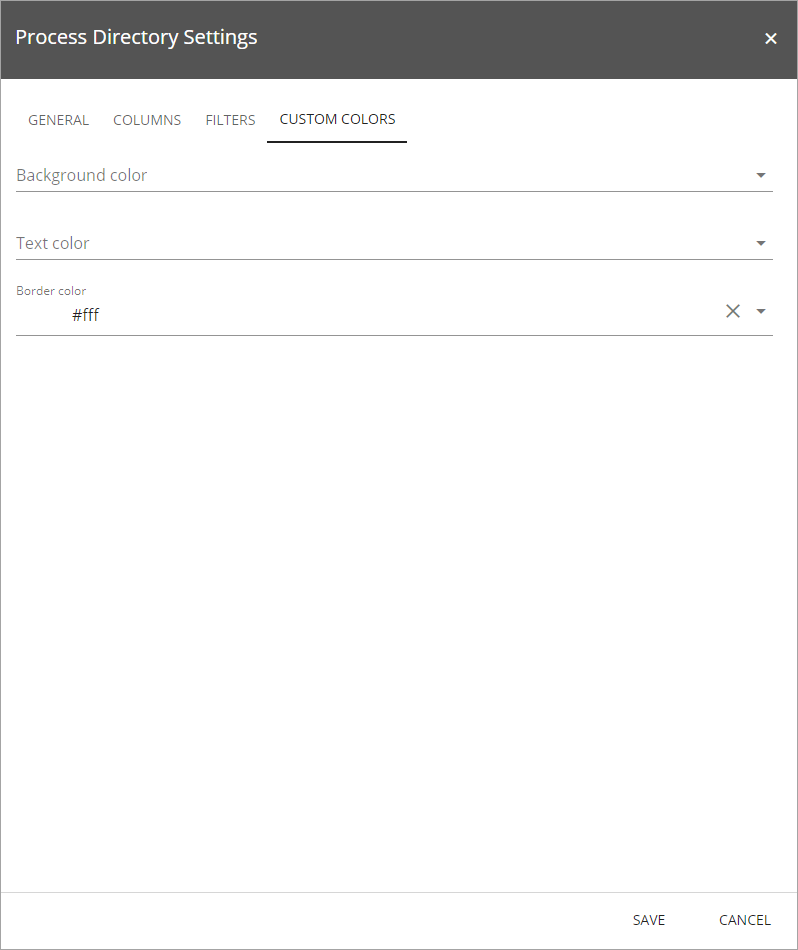 Process Directory Settings
GENERAL COLUMNS FILTERS CUSTOM COLORS
Background color
Text color
Border color
#fff
SAVE CANCEL